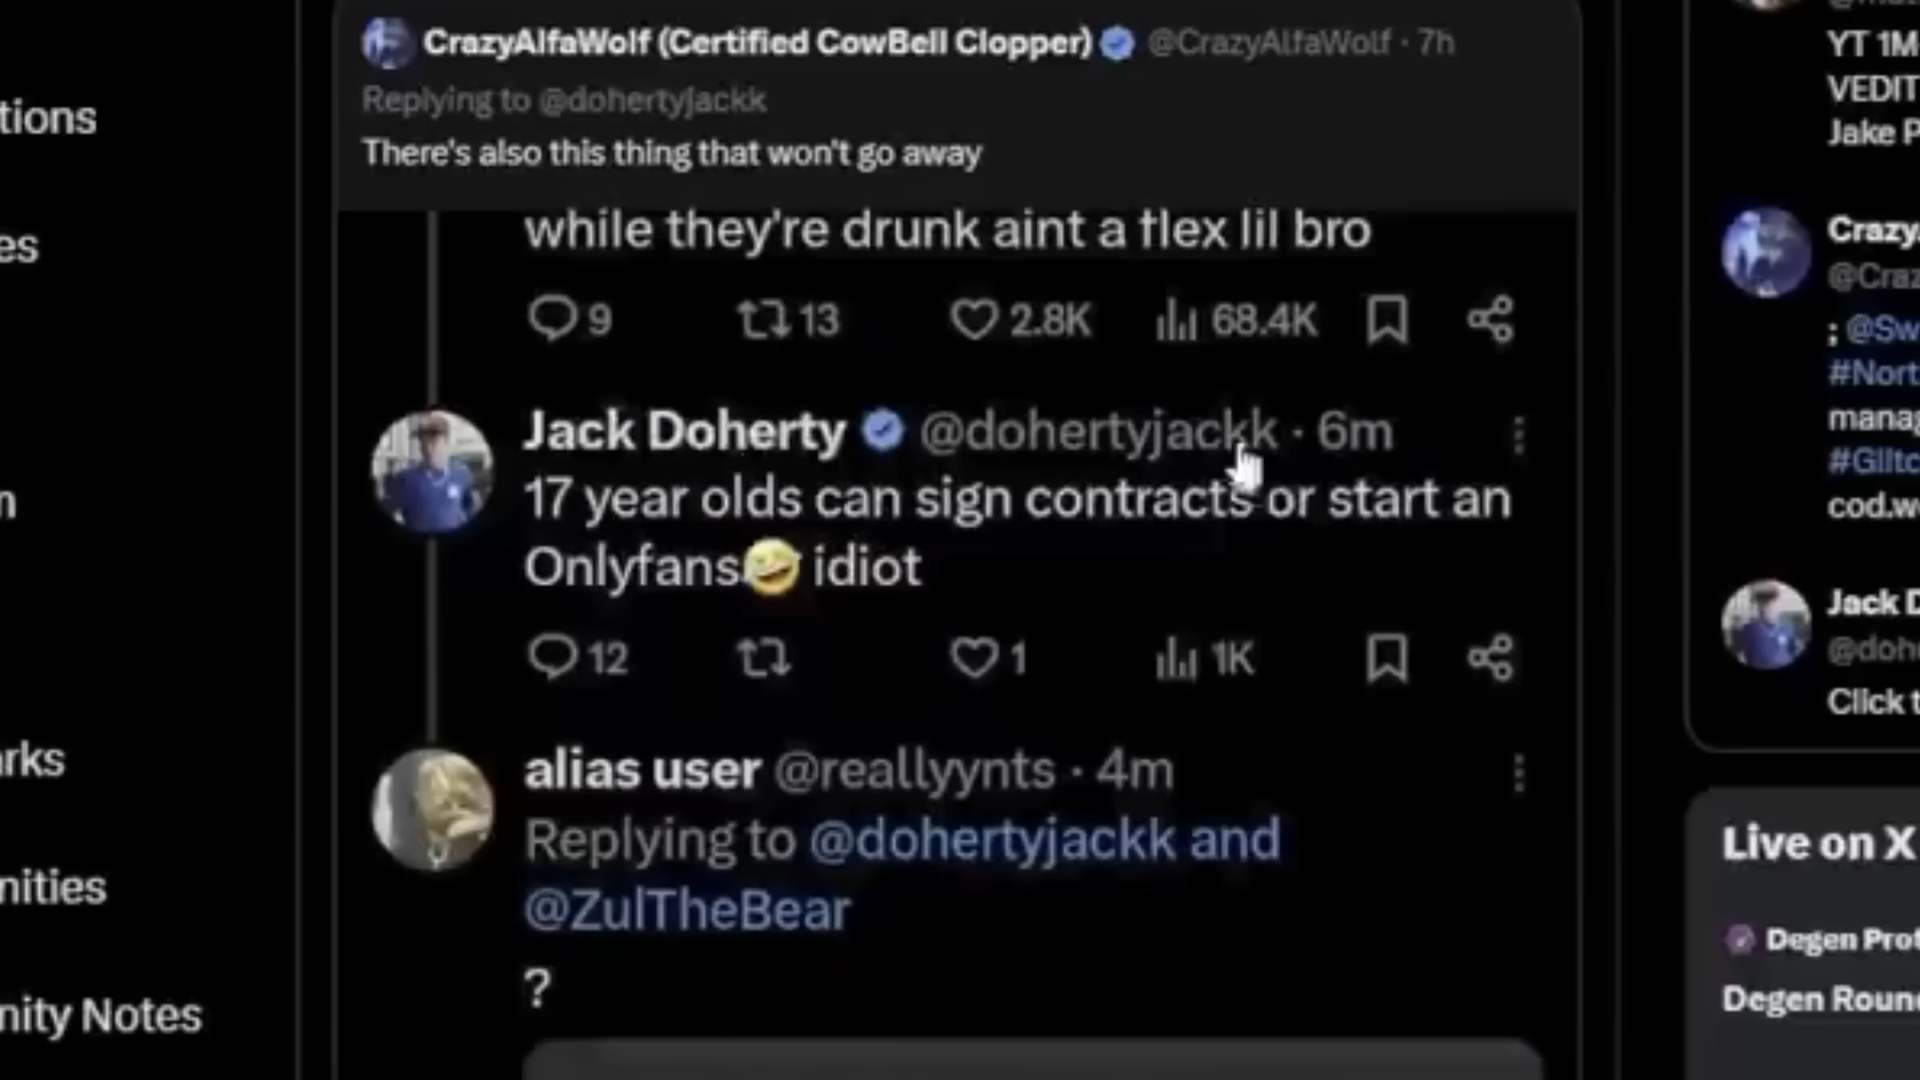 CrazyAlfaWolf (Certified CowBell Clopper) @CrazyAlfaWolf · 7h
Replying to @dohertyjackk
There's also this thing that won't go away
while they're drunk aint a flex lil bro
9 13 2.8K 68.4K
Jack Doherty @dohertyjackk · 6m
17 year olds can sign contracts or start an
Onlyfans🤣 idiot
12 1 1K
alias user @reallyynts · 4m
Replying to @dohertyjackk and
@ZulTheBear
?
tions
es
m
arks
nities
nity Notes
YT 1M
VEDIT
Jake P
Crazy
@Craz
; @Sw
#Nort
manag
#Glitc
cod.w
Jack D
@doh
Click t
Live on X
Degen Prof
Degen Roun